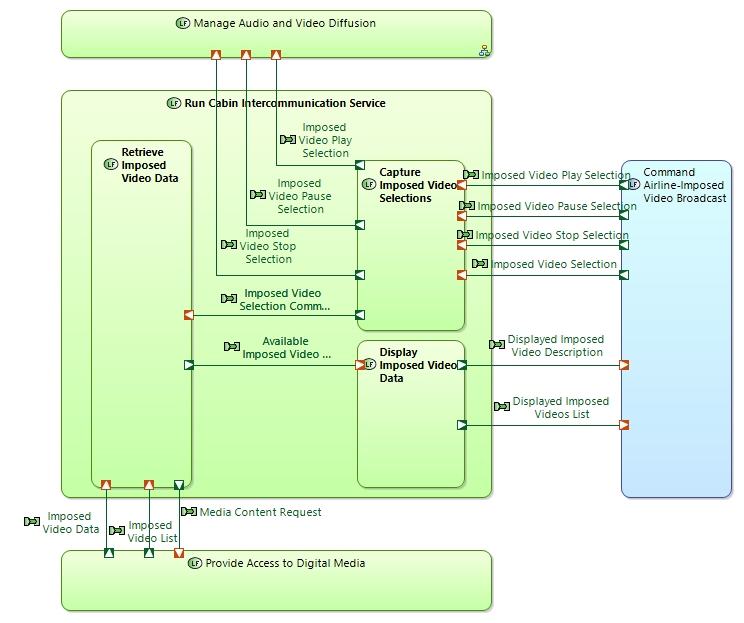 LF Manage Audio and Video Diffusion
LF Run Cabin Intercommunication Service
Imposed
Video Play
Selection
LF Retrieve
Imposed
Video Data
LF Capture
Imposed Video
Selections
Imposed Video Play Selection
LF Command
Airline-Imposed
Video Broadcast
Imposed
Video Pause
Selection
Imposed Video Pause Selection
Imposed
Video Stop
Selection
Imposed Video Stop Selection
Imposed Video Selection
Imposed Video
Selection Comm...
Available
Imposed Video ...
LF Display
Imposed Video
Data
Displayed Imposed
Video Description
Displayed Imposed
Videos List
Imposed
Video Data
Imposed
Video List
Media Content Request
LF Provide Access to Digital Media